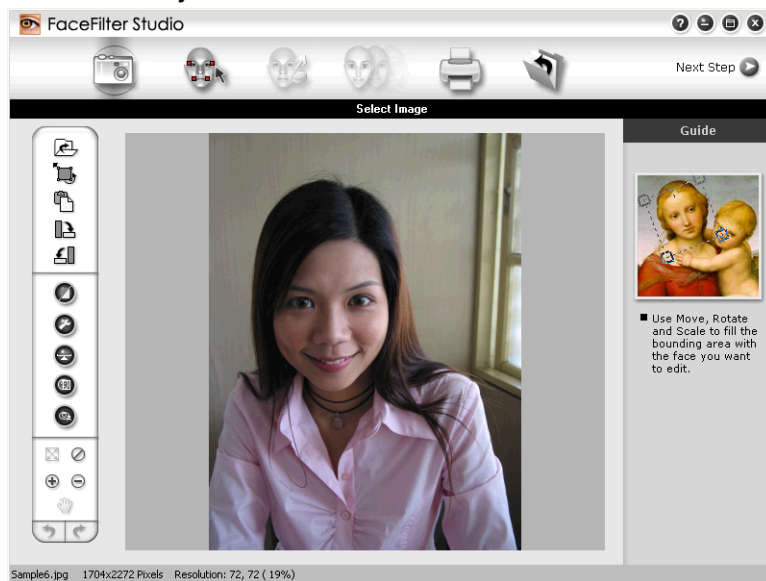 FaceFilter Studio
Next Step
Select Image
Guide
Use Move, Rotate
and Scale to fill the
bounding area with
the face you want
to edit.
Sample6.jpg 1704x2272 Pixels Resolution: 72, 72 ( 19%)